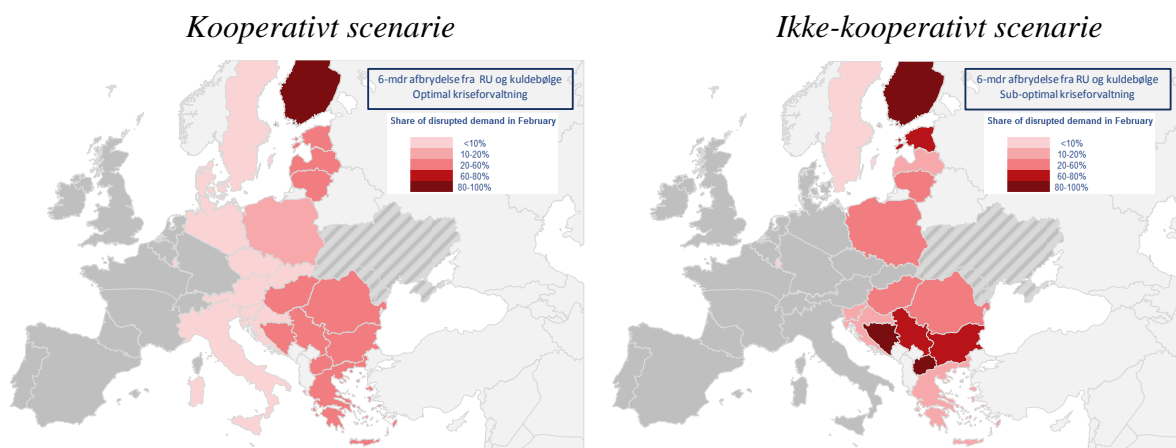 Kooperativt scenarie
6-mdr afbrydelse fra RU og kuldebølge
Optimal kriseforvaltning
Share of disrupted demand in February
<10%
10-20%
20-60%
60-80%
80-100%
Ikke-kooperativt scenarie
6-mdr afbrydelse fra RU og kuldebølge
Sub-optimal kriseforvaltning
Share of disrupted demand in February
<10%
10-20%
20-60%
60-80%
80-100%